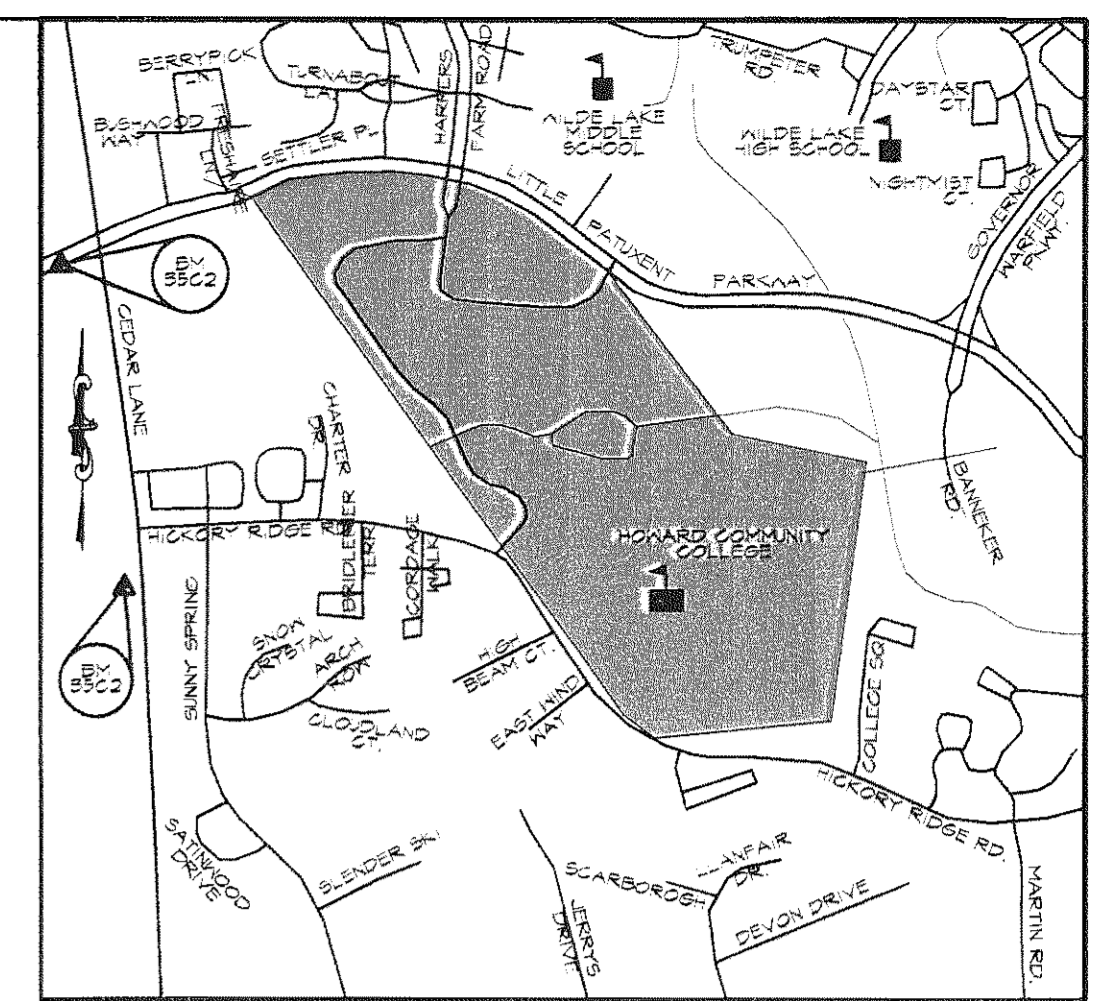 BERRYPICK
LN.
TURNABOUT
LA.
HARPERS
FARM ROAD
TRUMPETER
RD
DAYSTAR
CT.
BUSHWOOD
WAY
SETTLER PL
WILDE LAKE
MIDDLE
SCHOOL
WILDE LAKE
HIGH SCHOOL
NIGHTMIST
CT.
GOVERNOR
WARFIELD
PKWY.
LITTLE
PATUXENT
PARKWAY
BM
35C2
CEDAR LANE
CHARTER
DR.
HICKORY RIDGE RD
TERR
CORDAGE
WALK
HOWARD COMMUNITY
COLLEGE
BANNEKER
RD.
BM
35C2
SUNNY SPRING
SNOW
CRYSTAL
ARCH
ROW
CLOUDLAND
CT.
HIGH
BEAM CT.
EAST WIND
WAY
COLLEGE SQ
HICKORY RIDGE RD.
SATINWOOD
DRIVE
SLENDER SKY
JERRYS
DRIVE
SCARBOROGH
LLANFAIR
DR.
DEVON DRIVE
MARTIN RD.